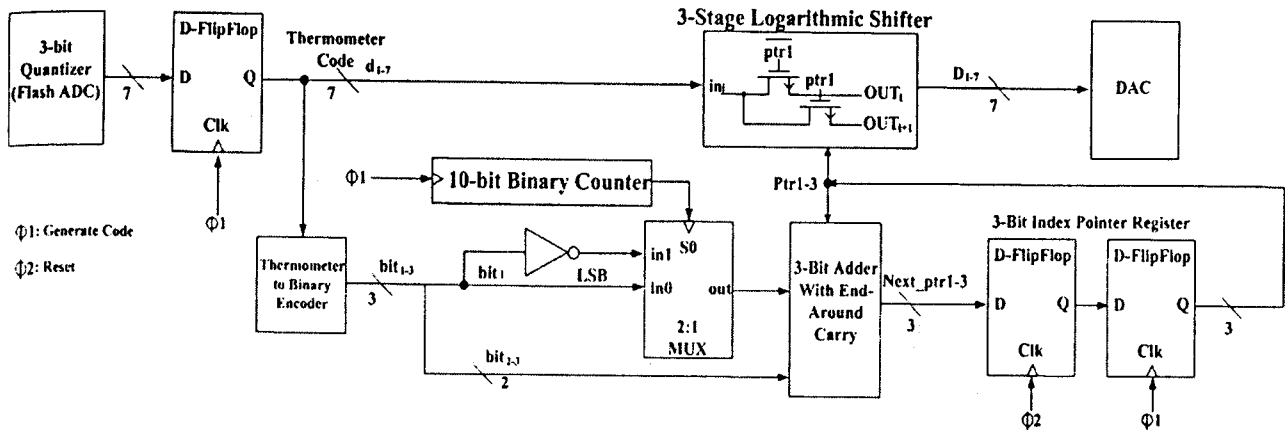 3-bit
Quantizer
(Flash ADC)
7
D-FlipFlop
D
Q
Clk
Φ1
Thermometer
Code
d1-7
7
3-Stage Logarithmic Shifter
ptr1
ptr1
ini
OUTi
OUTi+1
D1-7
7
DAC
Φ1
10-bit Binary Counter
Ptr1-3
Φ1: Generate Code
Φ2: Reset
Thermometer
to Binary
Encoder
bit1-3
3
bit1
LSB
S0
in1
in0
out
2:1
MUX
bit2-3
2
3-Bit Adder
With End-
Around
Carry
Next_ptr1-3
3
3-Bit Index Pointer Register
D-FlipFlop
D
Q
Clk
Φ2
D-FlipFlop
D
Q
Clk
Φ1
3